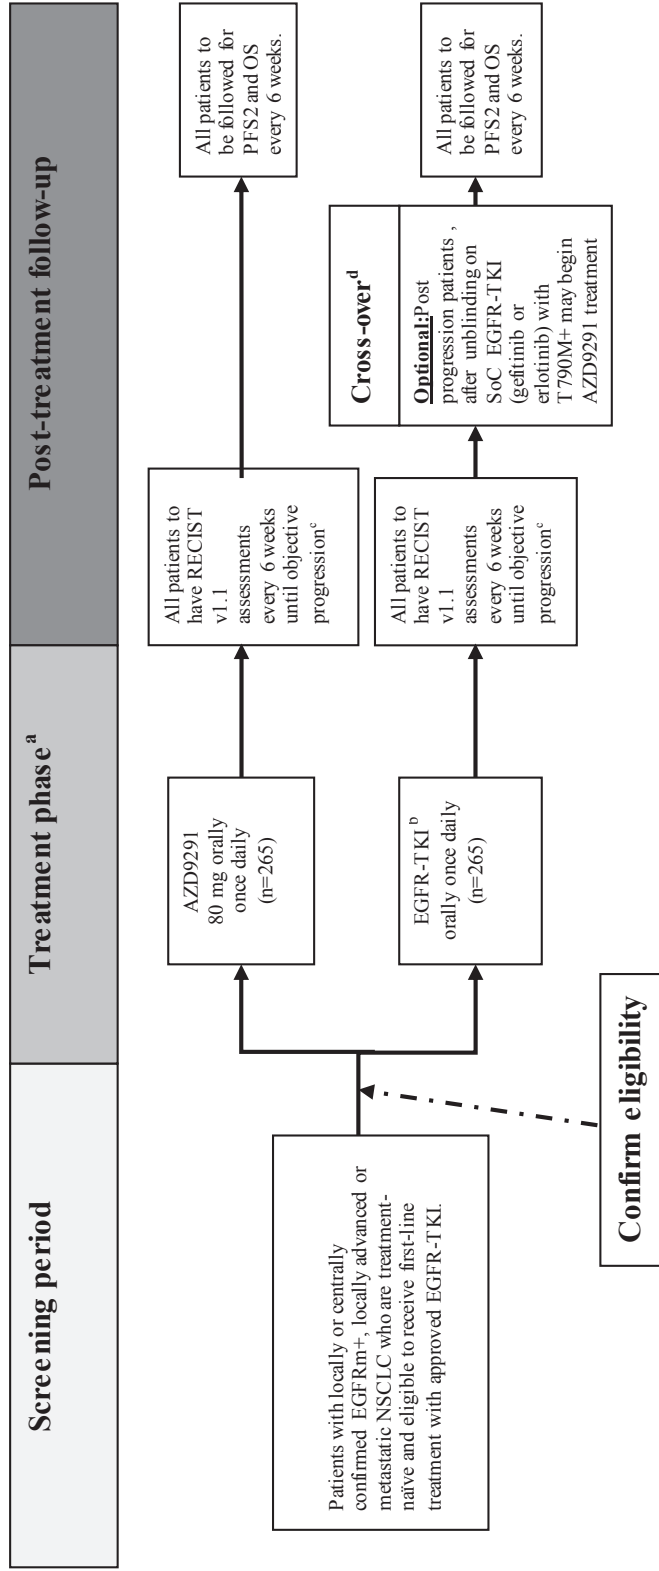 Screening period
Treatment phase a
Post-treatment follow-up
Patients with locally or centrally
confirmed EGFRm+, locally advanced or
metastatic NSCLC who are treatment-
naïve and eligible to receive first-line
treatment with approved EGFR-TKI.
Confirm eligibility
AZD9291
80 mg orally
once daily
(n=265)
All patients to
have RECIST
v1.1
assessments
every 6 weeks
until objective
progression c
All patients to
be followed for
PFS2 and OS
every 6 weeks.
EGFR-TKI b
orally once daily
(n=265)
All patients to
have RECIST
v1.1
assessments
every 6 weeks
until objective
progression c
Cross-over d
Optional:Post
progression patients ,
after unblinding on
SoC EGFR-TKI
(gefitinib or
erlotinib) with
T790M+ may begin
AZD9291 treatment
All patients to
be followed for
PFS2 and OS
every 6 weeks.